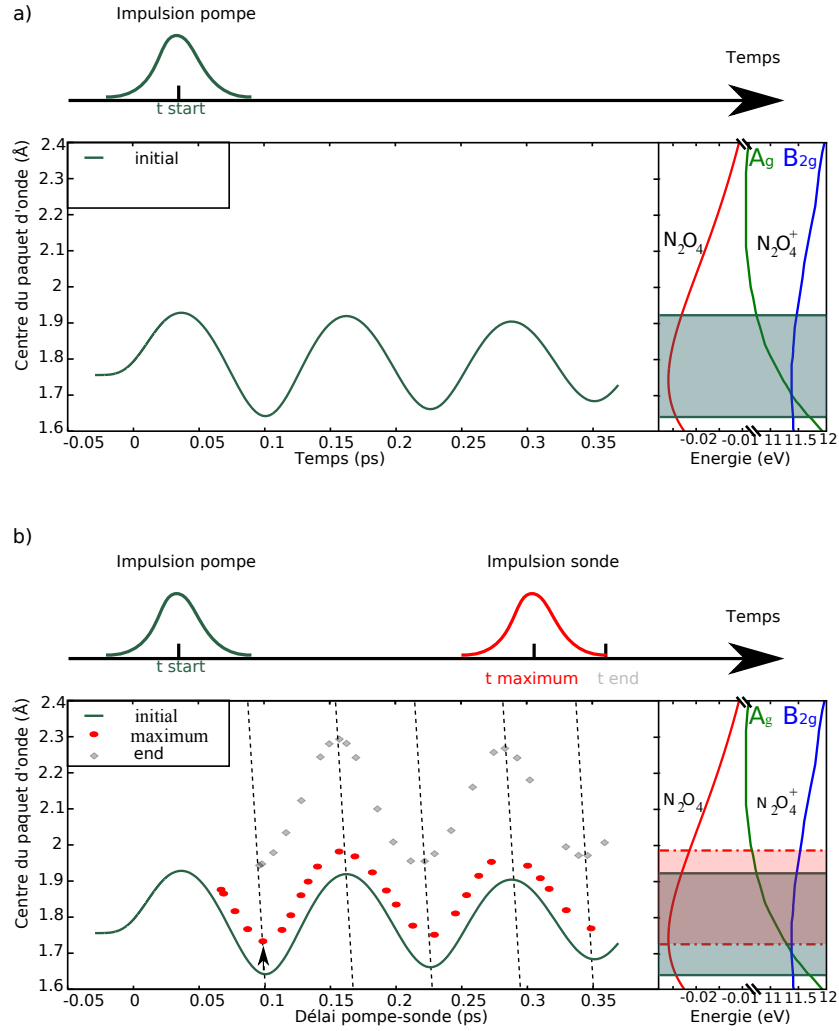 a)
Impulsion pompe
Temps
t start
Centre du paquet d'onde (Å)
2.4
2.3
2.2
2.1
2
1.9
1.8
1.7
1.6
initial
-0.05 0 0.05 0.1 0.15 0.2 0.25 0.3 0.35
Temps (ps)
Ag B2g
N2O4 N2O4+
-0.02 -0.01 11 11.5 12
Energie (eV)
b)
Impulsion pompe Impulsion sonde
Temps
t start t maximum t end
Centre du paquet d'onde (Å)
2.4
2.3
2.2
2.1
2
1.9
1.8
1.7
1.6
initial
maximum
end
-0.05 0 0.05 0.1 0.15 0.2 0.25 0.3 0.35
Délai pompe-sonde (ps)
Ag B2g
N2O4 N2O4+
-0.02 -0.01 11 11.5 12
Energie (eV)